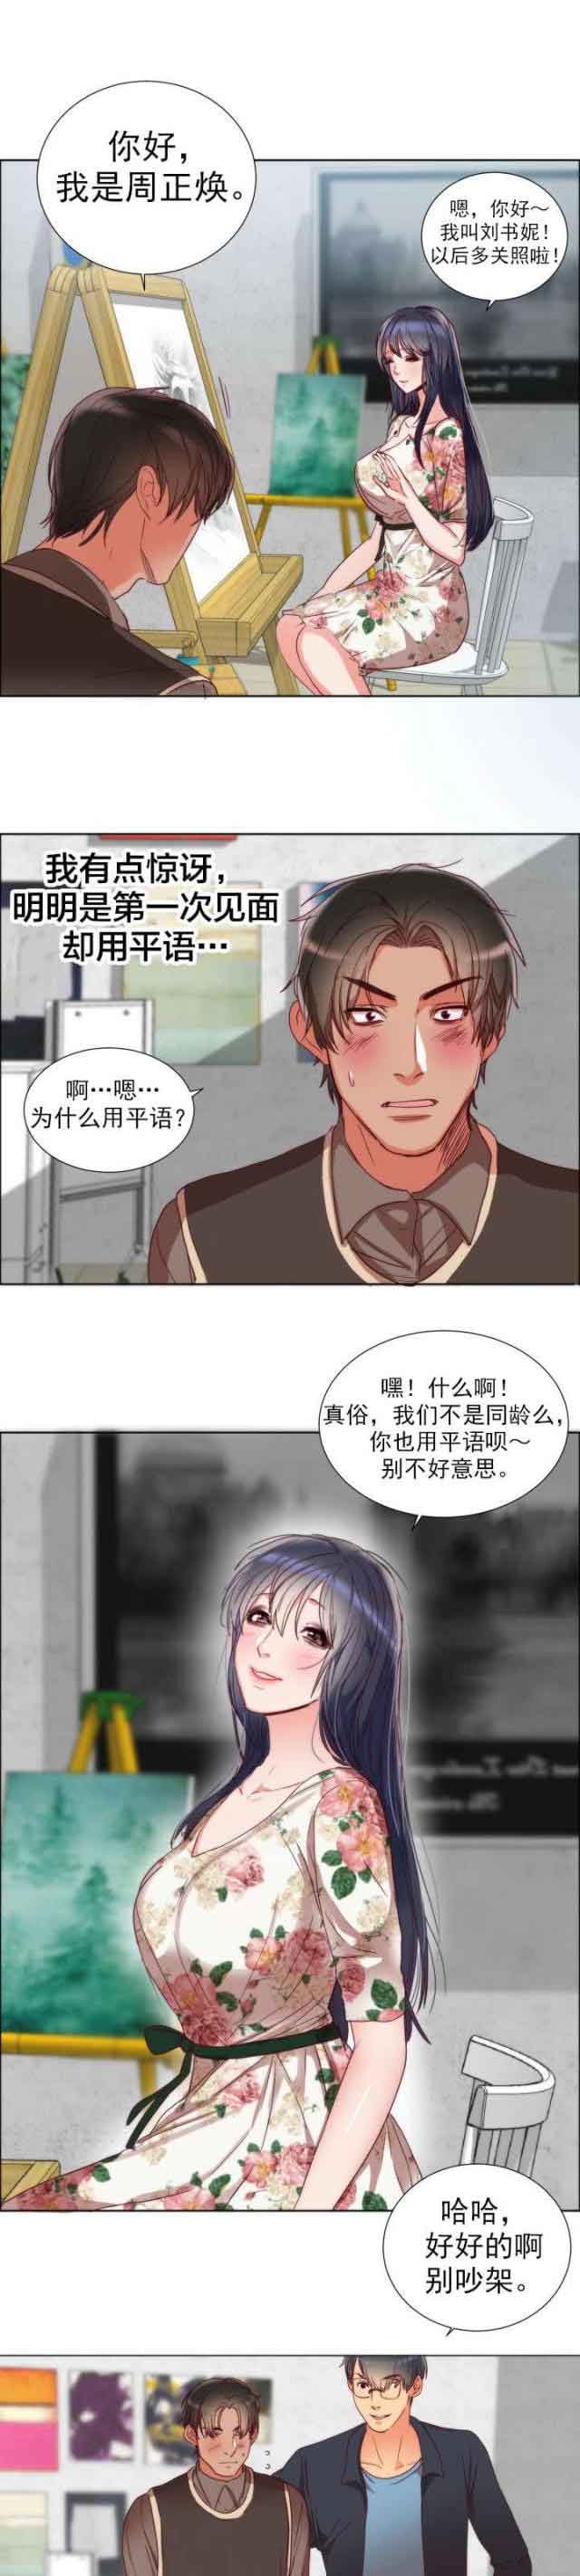 你好，
我是周正焕。
嗯，你好～
我叫刘书妮！
以后多关照啦！
我有点惊讶，
明明是第一次见面
却用平语…
啊…嗯…
为什么用平语？
嘿！什么啊！
真俗，我们不是同龄么，
你也用平语呗～
别不好意思。
哈哈，
好好的啊
别吵架。